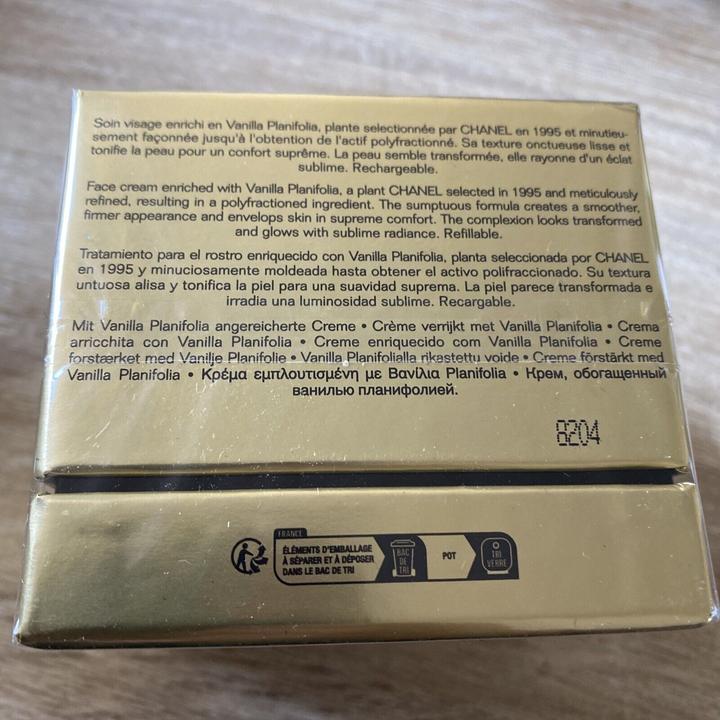 Soin visage enrichi en Vanilla Planifolia, plante selectionnée par CHANEL en 1995 et minutieu-
sement façonnée jusqu'à l'obtention de l'actif polyfractionné. Sa texture onctueuse lisse et
tonifie la peau pour un confort suprême. La peau semble transformée, elle rayonne d'un éclat
sublime. Rechargeable.
Face cream enriched with Vanilla Planifolia, a plant CHANEL selected in 1995 and meticulously
refined, resulting in a polyfractioned ingredient. The sumptuous formula creates a smoother,
firmer appearance and envelops skin in supreme comfort. The complexion looks transformed
and glows with sublime radiance. Refillable.
Tratamiento para el rostro enriquecido con Vanilla Planifolia, planta seleccionada por CHANEL
en 1995 y minuciosamente moldeada hasta obtener el activo polifraccionado. Su textura
untuosa alisa y tonifica la piel para una suavidad suprema. La piel parece transformada e
irradia una luminosidad sublime. Recargable.
Mit Vanilla Planifolia angereicherte Creme • Crème verrijkt met Vanilla Planifolia • Crema
arricchita con Vanilla Planifolia • Creme enriquecido com Vanilla Planifolia • Creme
forstærket med Vanilje Planifolie • Vanilla Planifolialla rikastettu voide • Creme förstärkt med
Vanilla Planifolia • Κρέμα εμπλουτισμένη με Βανίλια Planifolia • Крем, обогащенный
ванилью планифолией.
8204
FRANCE
ÉLÉMENTS D'EMBALLAGE
À SÉPARER ET À DÉPOSER
DANS LE BAC DE TRI
BAC
DE
TRI
POT
TRI
VERRE